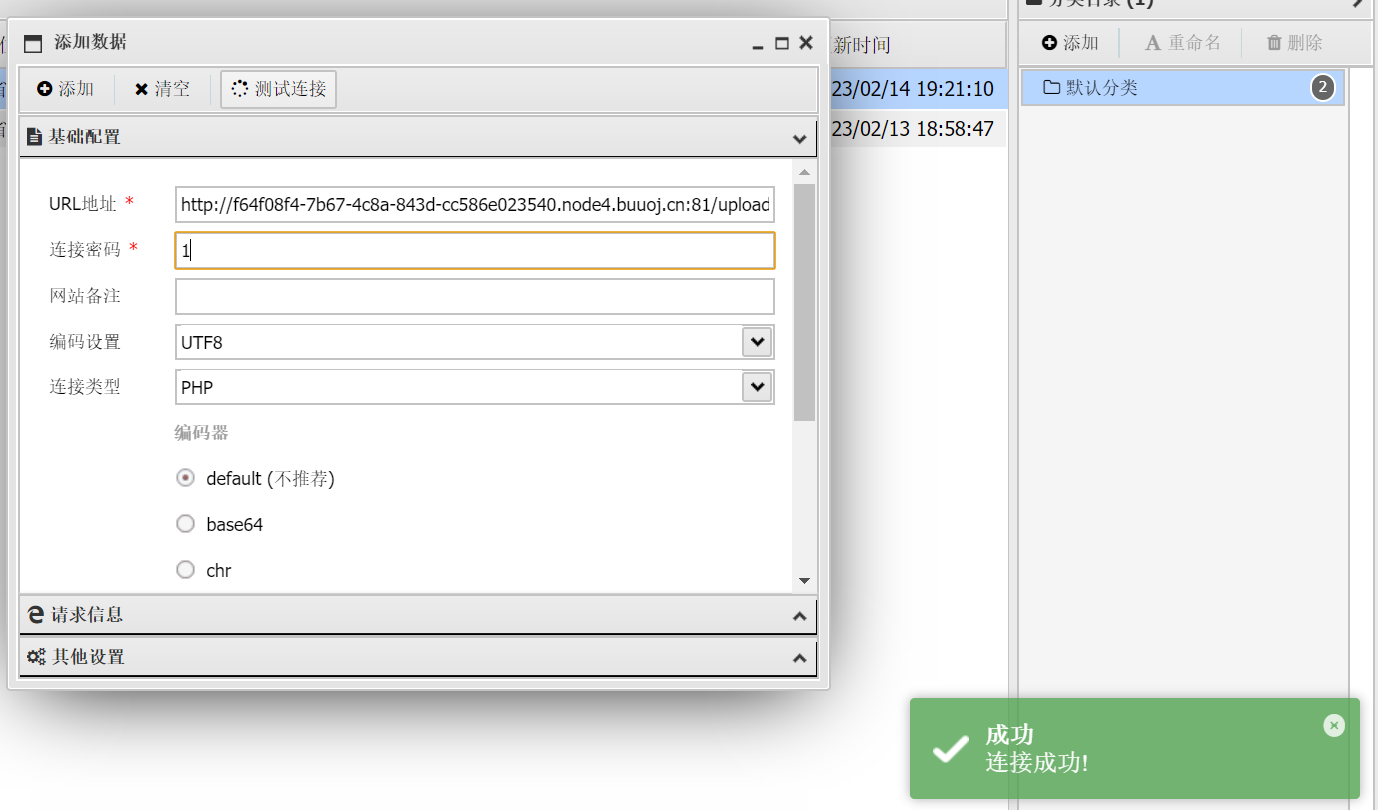 分类目录 (1)
添加数据
新时间
添加
重命名
删除
添加
清空
测试连接
23/02/14 19:21:10
默认分类
2
23/02/13 18:58:47
基础配置
URL地址 *
http://f64f08f4-7b67-4c8a-843d-cc586e023540.node4.buuoj.cn:81/upload
连接密码 *
1
网站备注
编码设置
UTF8
连接类型
PHP
编码器
default (不推荐)
base64
chr
请求信息
其他设置
成功
连接成功!